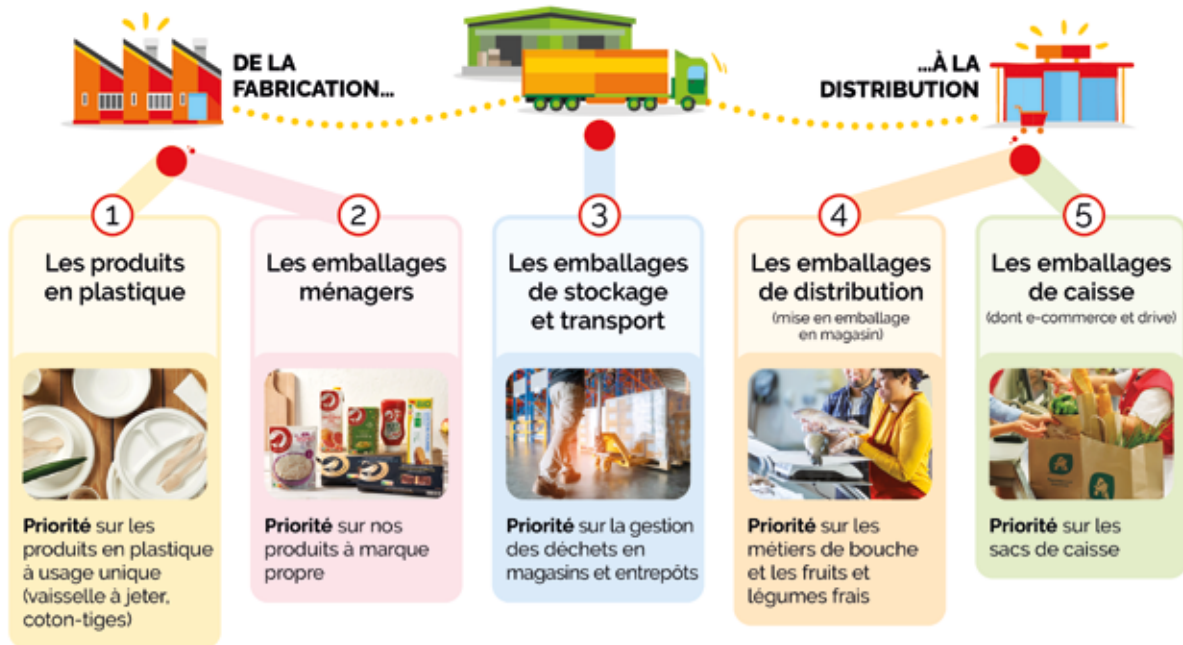 DE LA
FABRICATION...
...À LA
DISTRIBUTION
1
Les produits
en plastique
Priorité sur les
produits en plastique
à usage unique
(vaisselle à jeter,
coton-tiges)
2
Les emballages
ménagers
Priorité sur nos
produits à marque
propre
3
Les emballages
de stockage
et transport
Priorité sur la gestion
des déchets en
magasins et entrepôts
4
Les emballages
de distribution
(mise en emballage
en magasin)
Priorité sur les
métiers de bouche
et les fruits et
légumes frais
5
Les emballages
de caisse
(dont e-commerce et drive)
Priorité sur les
sacs de caisse